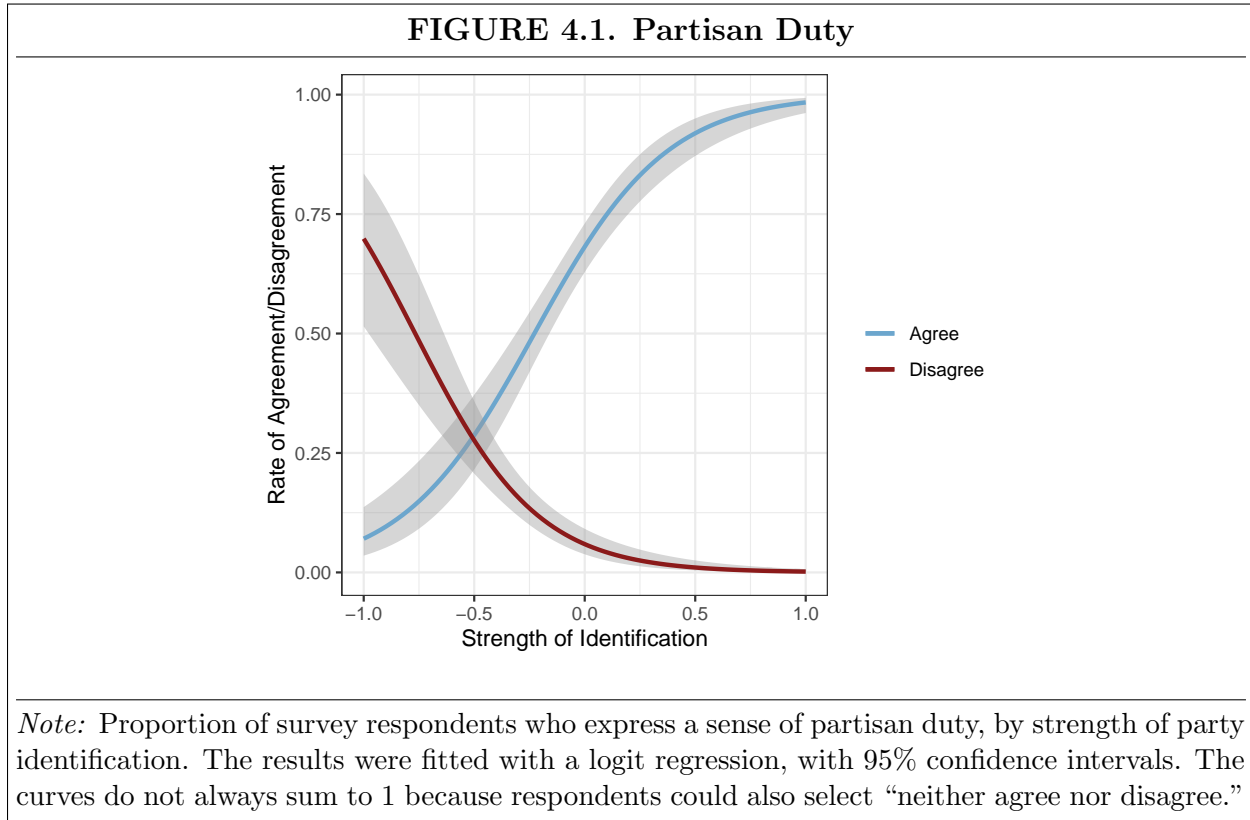 FIGURE 4.1. Partisan Duty
1.00
0.75
0.50
0.25
0.00
Rate of Agreement/Disagreement
−1.0 −0.5 0.0 0.5 1.0
Strength of Identification
Agree
Disagree
Note: Proportion of survey respondents who express a sense of partisan duty, by strength of party
identification. The results were fitted with a logit regression, with 95% confidence intervals. The
curves do not always sum to 1 because respondents could also select “neither agree nor disagree.”